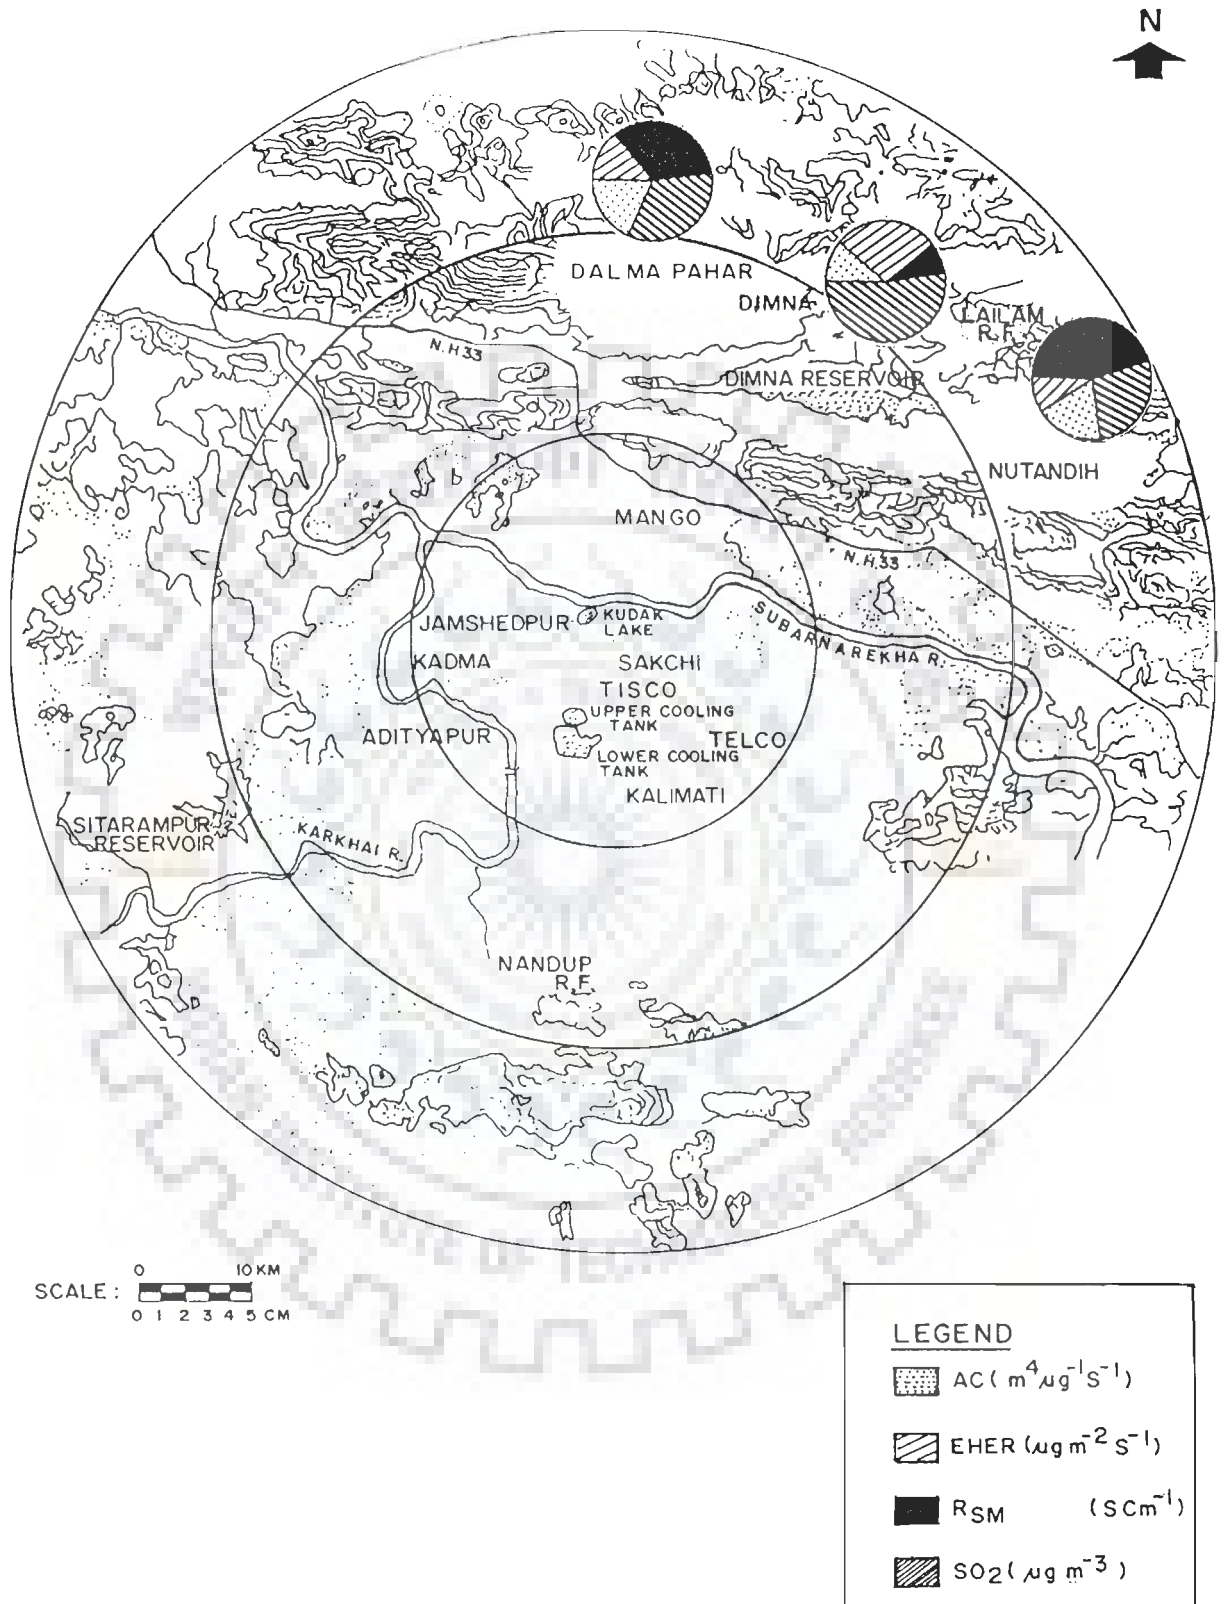 N
DALMA PAHAR
DIMNA
LAILAM
R.F.
N.H33
DIMNA RESERVOIR
NUTANDIH
MANGO
N.H.33
JAMSHEDPUR
KUDAK
LAKE
SUBARNAREKHA R.
KADMA
SAKCHI
TISCO
UPPER COOLING
TANK
ADITYAPUR
TELCO
LOWER COOLING
TANK
KALIMATI
SITARAMPUR
RESERVOIR
KARKHAI R.
NANDUP
R.F.
0 10 KM
SCALE :
0 1 2 3 4 5 CM
LEGEND
AC ( m⁴ µg⁻¹ S⁻¹ )
EHER (µg m⁻² S⁻¹)
RSM (SCm⁻¹)
SO₂ ( µg m⁻³ )